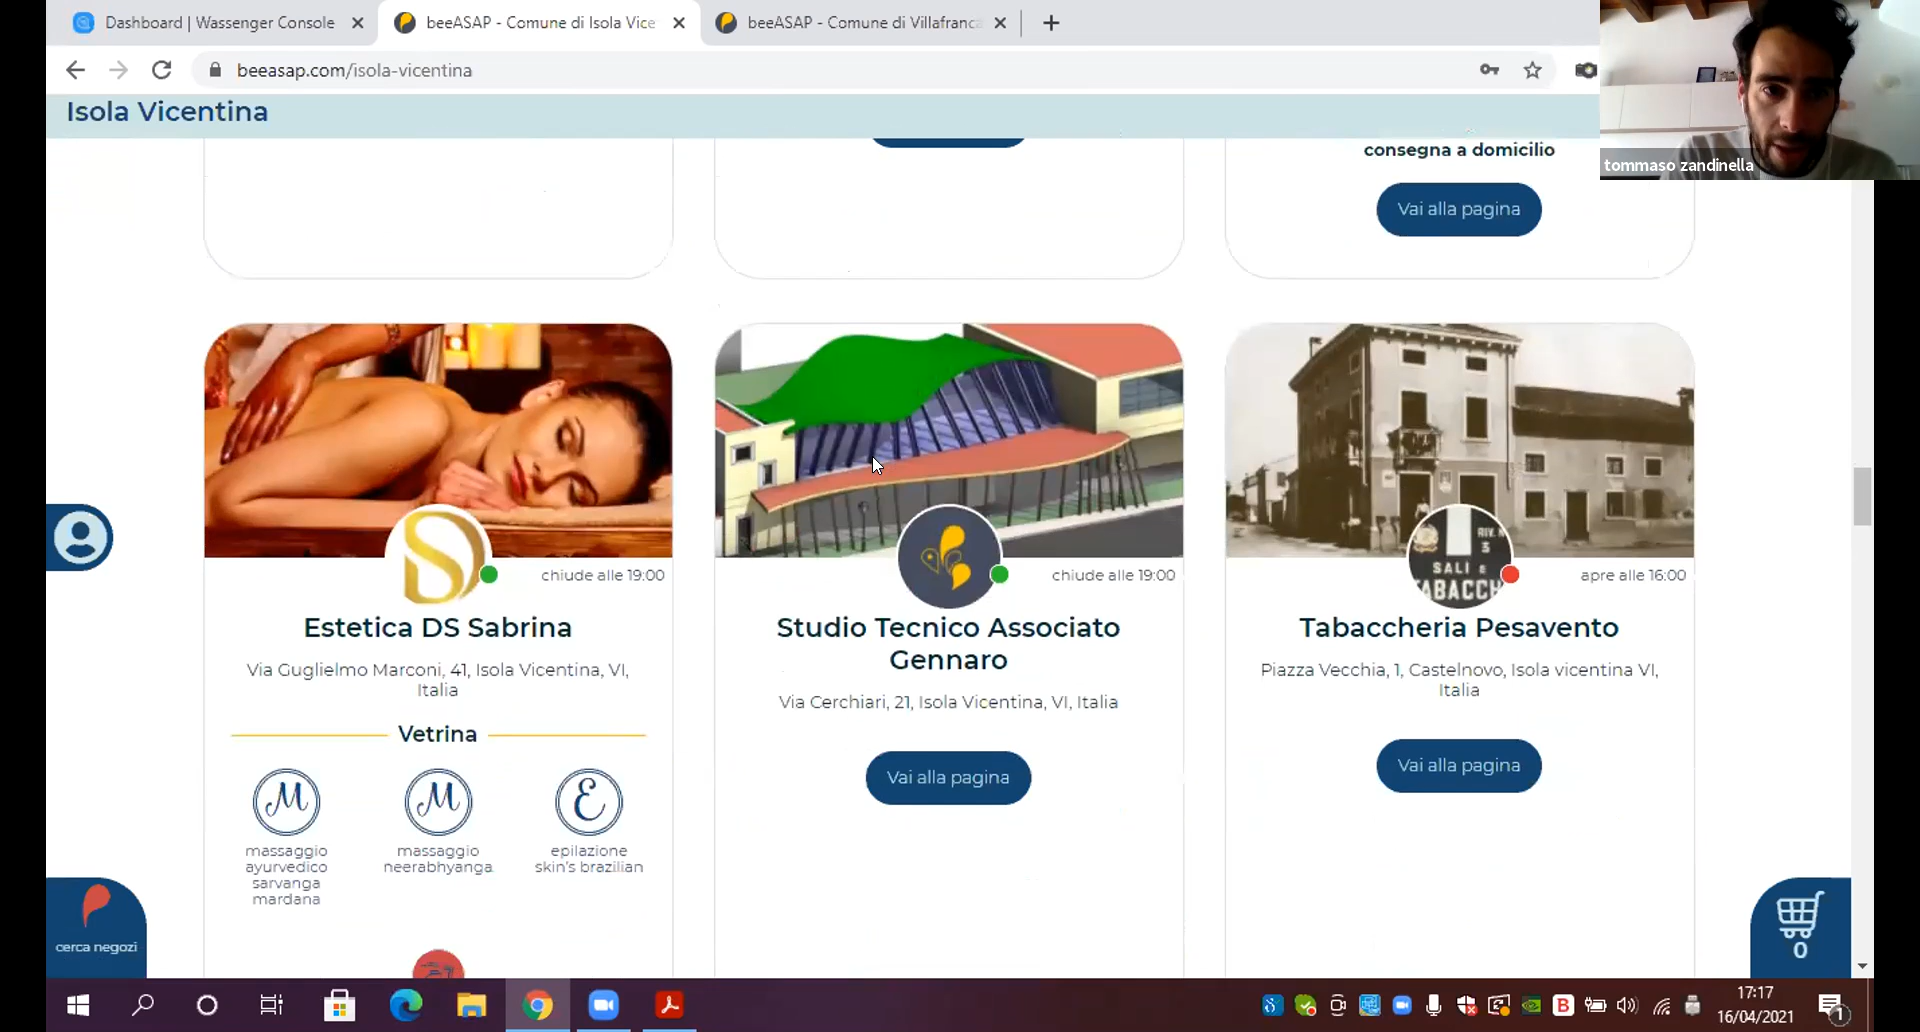 Dashboard | Wassenger Console
beeASAP - Comune di Isola Vice
beeASAP - Comune di Villafranca
beeasap.com/isola-vicentina
tommaso zandinella
Isola Vicentina
consegna a domicilio
Vai alla pagina
chiude alle 19:00
Estetica DS Sabrina
Via Guglielmo Marconi, 41, Isola Vicentina, VI,
Italia
Vetrina
M
massaggio
ayurvedico
sarvanga
mardana
M
massaggio
neerabhyanga
E
epilazione
skin's brazilian
chiude alle 19:00
Studio Tecnico Associato
Gennaro
Via Cerchiari, 21, Isola Vicentina, VI, Italia
Vai alla pagina
RIV. N
3
SALI e
TABACCH
apre alle 16:00
Tabaccheria Pesavento
Piazza Vecchia, 1, Castelnovo, Isola vicentina VI,
Italia
Vai alla pagina
cerca negozi
0
17:17
16/04/2021
1